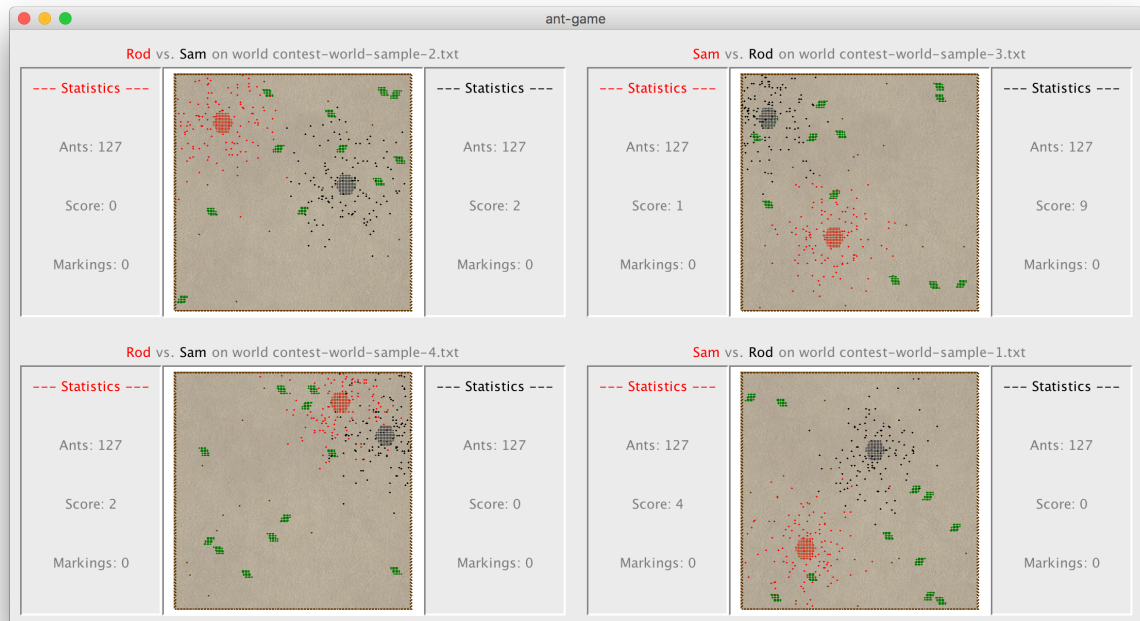 ant-game
Rod vs. Sam on world contest-world-sample-2.txt
--- Statistics ---
Ants: 127
Score: 0
Markings: 0
--- Statistics ---
Ants: 127
Score: 2
Markings: 0
Sam vs. Rod on world contest-world-sample-3.txt
--- Statistics ---
Ants: 127
Score: 1
Markings: 0
--- Statistics ---
Ants: 127
Score: 9
Markings: 0
Rod vs. Sam on world contest-world-sample-4.txt
--- Statistics ---
Ants: 127
Score: 2
Markings: 0
--- Statistics ---
Ants: 127
Score: 0
Markings: 0
Sam vs. Rod on world contest-world-sample-1.txt
--- Statistics ---
Ants: 127
Score: 4
Markings: 0
--- Statistics ---
Ants: 127
Score: 0
Markings: 0